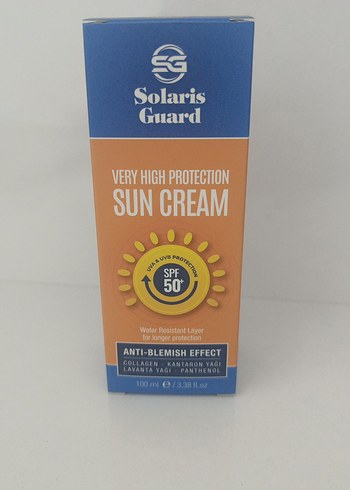 SG
Solaris
Guard
VERY HIGH PROTECTION
SUN CREAM
UVA & UVB PROTECTION
SPF
50+
Water Resistant Layer
for longer protection
ANTI-BLEMISH EFFECT
COLLAGEN - KANTARON YAĞI
LAVANTA YAĞI - PANTHENOL
100 ml ℮ / 3,38 fl.oz